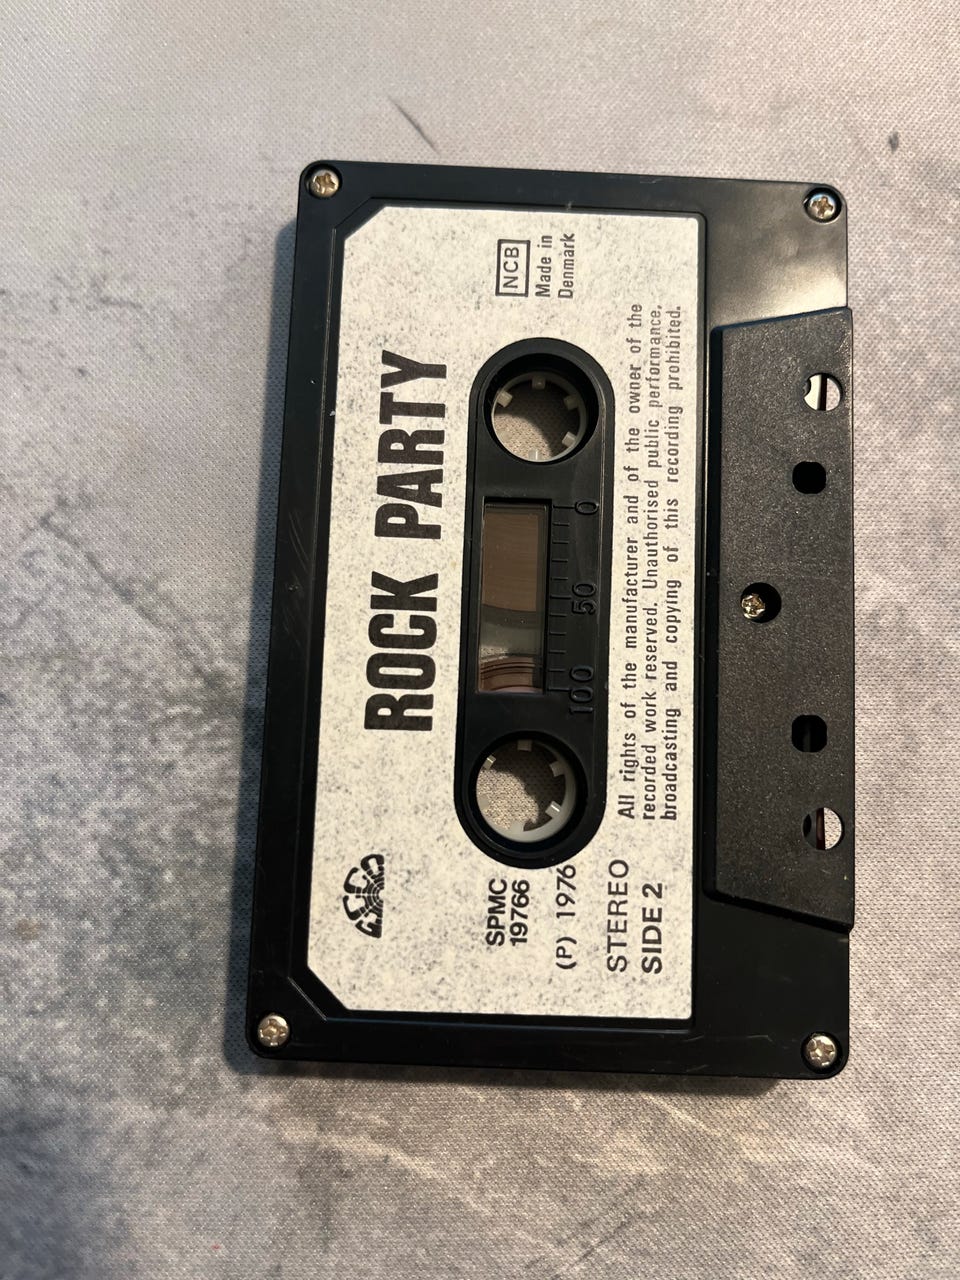 ROCK PARTY
NCB
Made in
Denmark
SPMC
19766
(P) 1976
100 50 0
STEREO
SIDE 2
All rights of the manufacturer and of the owner of the
recorded work reserved. Unauthorised public performance,
broadcasting and copying of this recording prohibited.